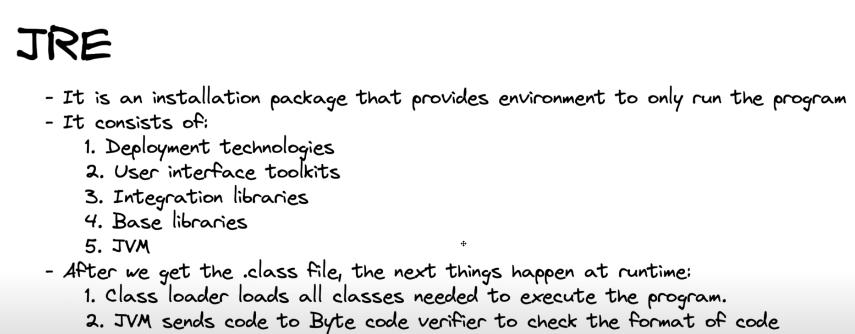 JRE
- It is an installation package that provides environment to only run the program
- It consists of:
1. Deployment technologies
2. User interface toolkits
3. Integration libraries
4. Base libraries
5. JVM
- After we get the .class file, the next things happen at runtime:
1. Class loader loads all classes needed to execute the program.
2. JVM sends code to Byte code verifier to check the format of code